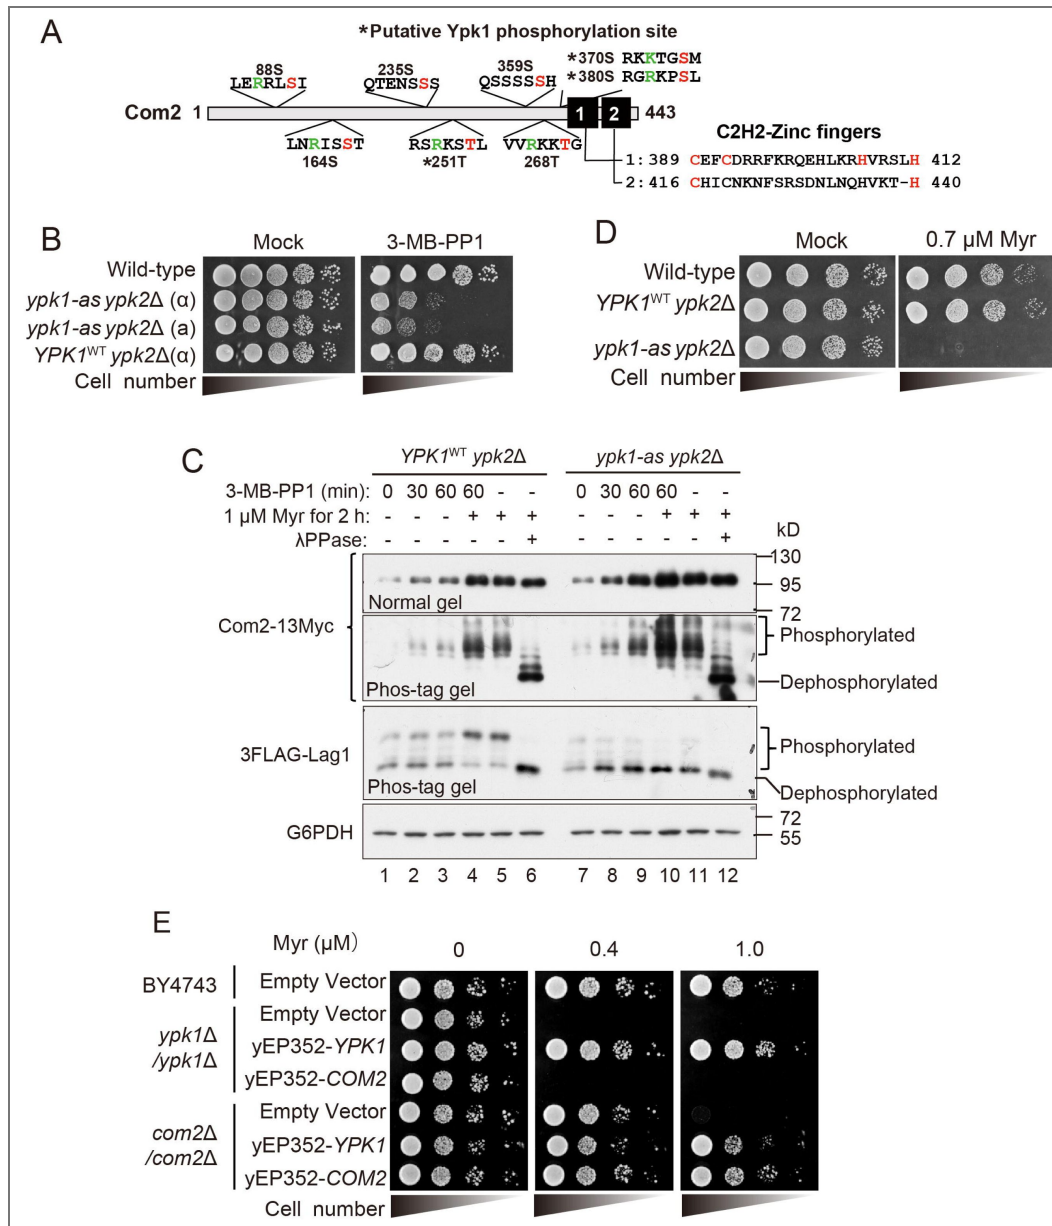 A
*Putative Ypk1 phosphorylation site
88S
LERRLSI
235S
QTENSSS
359S
QSSSSSH
*370S RKKTGSM
*380S RGRKPSL
Com2 1
1
2
443
LNRISST
164S
RSRKSTL
*251T
VVRKKTG
268T
C2H2-Zinc fingers
1:389 CEFCDRRFKRQEHLKRHVRSLH 412
2:416 CHICNKNFSRSDNLNQHVKT-H 440
B
Mock
3-MB-PP1
Wild-type
ypk1-as ypk2Δ (α)
ypk1-as ypk2Δ (a)
YPK1WT ypk2Δ(α)
Cell number
D
Mock
0.7 μM Myr
Wild-type
YPK1WT ypk2Δ
ypk1-as ypk2Δ
Cell number
C
YPK1WT ypk2Δ
ypk1-as ypk2Δ
3-MB-PP1 (min): 0 30 60 60 - - 0 30 60 60 - -
1 μM Myr for 2 h: - - - + + + - - - + + +
λPPase: - - - - - + - - - - - +
kD
130
95
72
Com2-13Myc
Normal gel
Phos-tag gel
Phosphorylated
Dephosphorylated
3FLAG-Lag1
Phos-tag gel
Phosphorylated
Dephosphorylated
G6PDH
72
55
1 2 3 4 5 6 7 8 9 10 11 12
E
Myr (μM)
0
0.4
1.0
BY4743
Empty Vector
ypk1Δ
/ypk1Δ
Empty Vector
yEP352-YPK1
yEP352-COM2
com2Δ
/com2Δ
Empty Vector
yEP352-YPK1
yEP352-COM2
Cell number